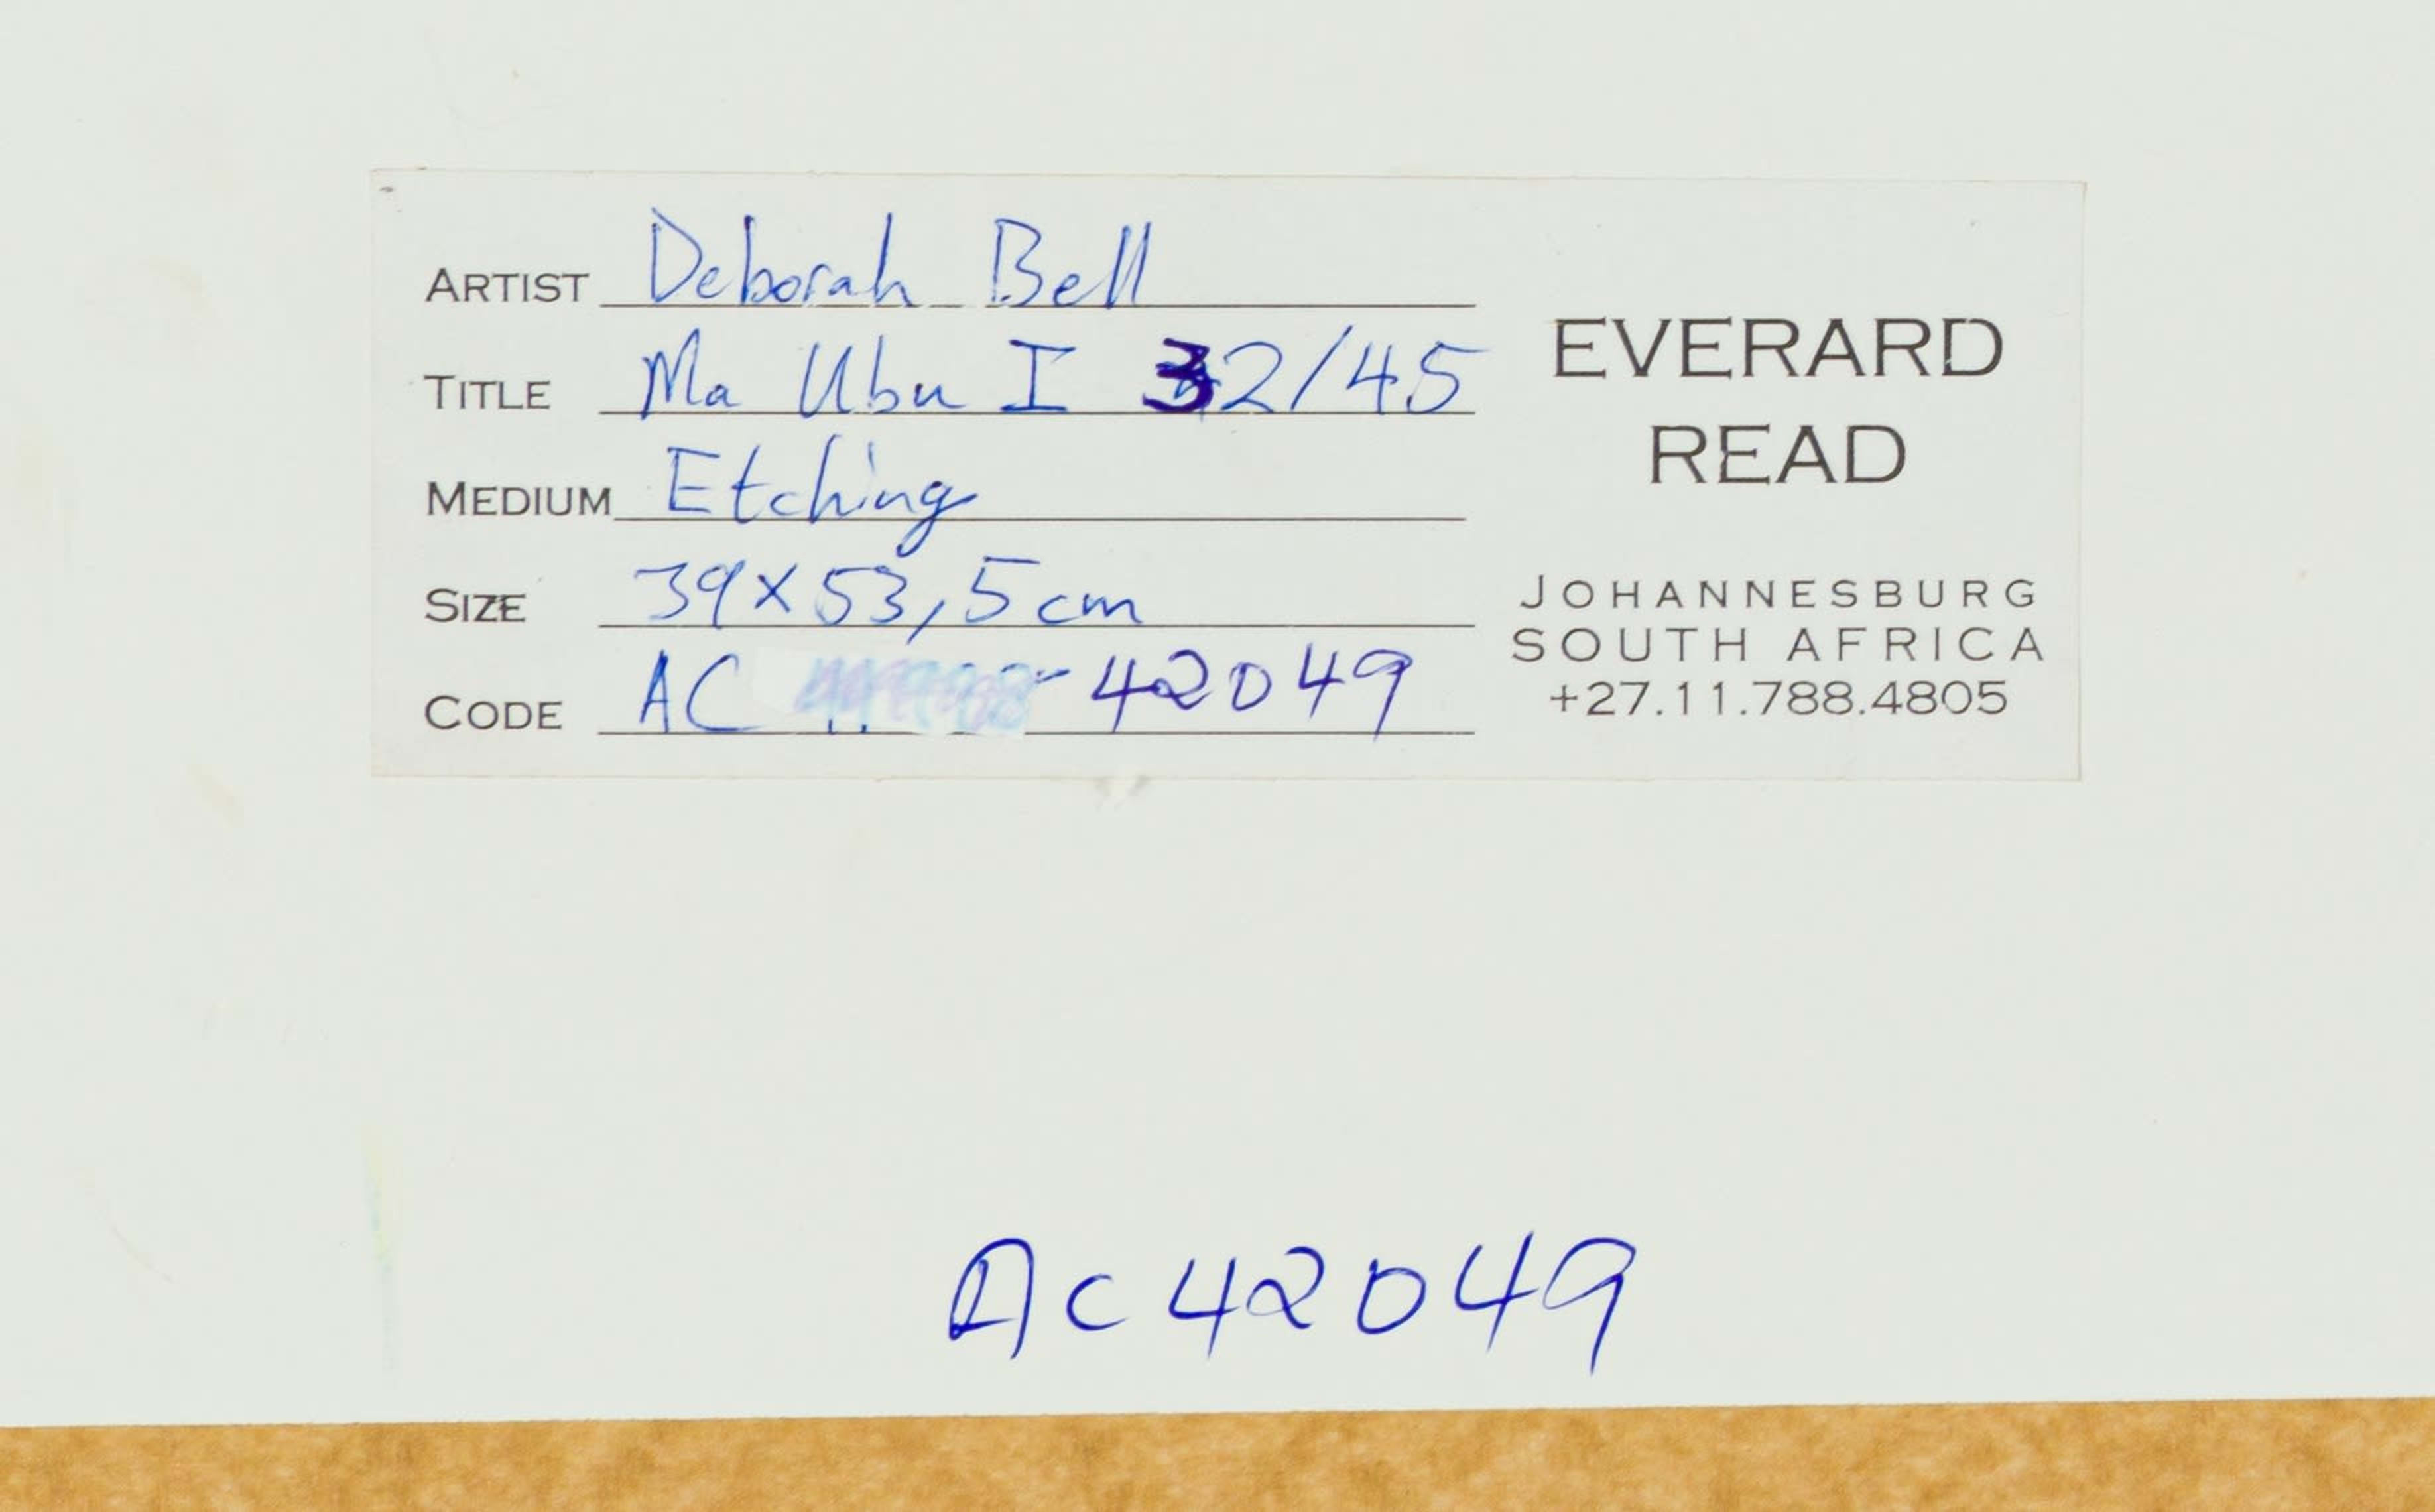 ARTIST Deborah Bell
TITLE Ma Ubu I 32/45
MEDIUM Etching
SIZE 39x53,5cm
CODE AC 42049
EVERARD
READ
JOHANNESBURG
SOUTH AFRICA
+27.11.788.4805
AC42049